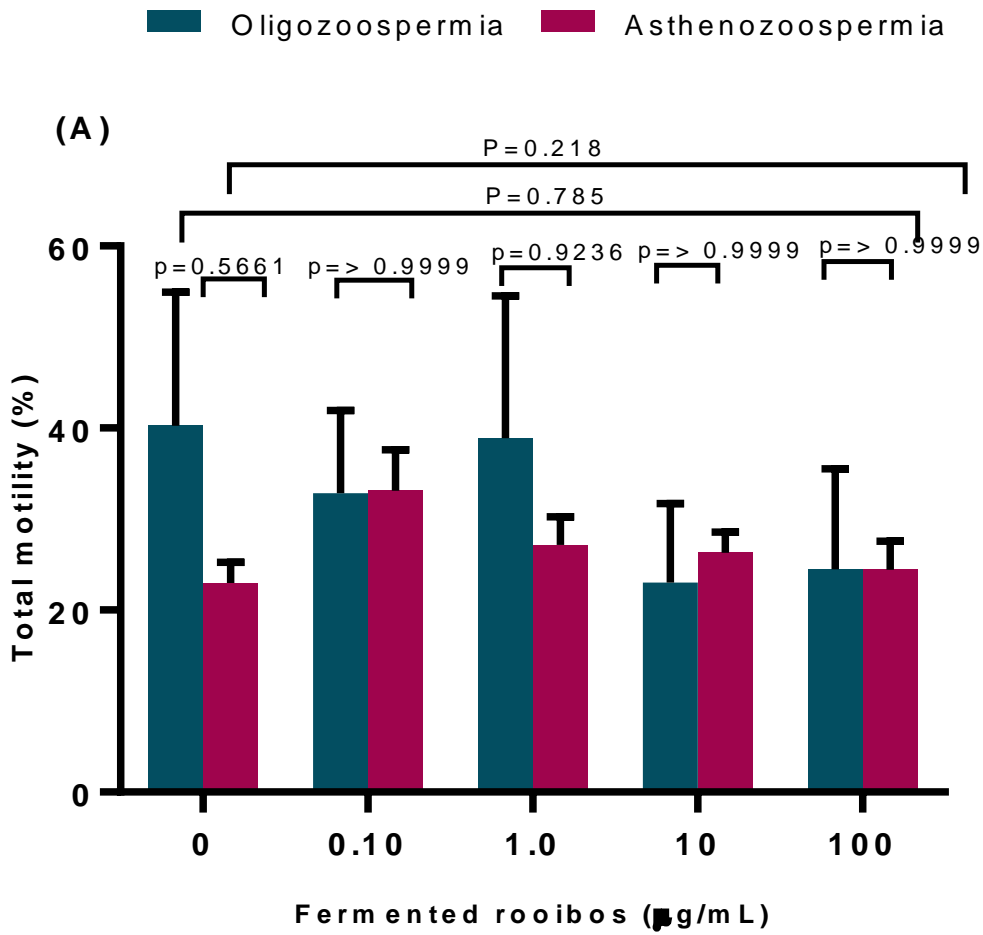 Oligozoospermia Asthenozoospermia
(A)
P=0.218
P=0.785
p=0.5661 p=> 0.9999 p=0.9236 p=> 0.9999 p=> 0.9999
60
40
20
0
Total motility (%)
0 0.10 1.0 10 100
Fermented rooibos (μg/mL)